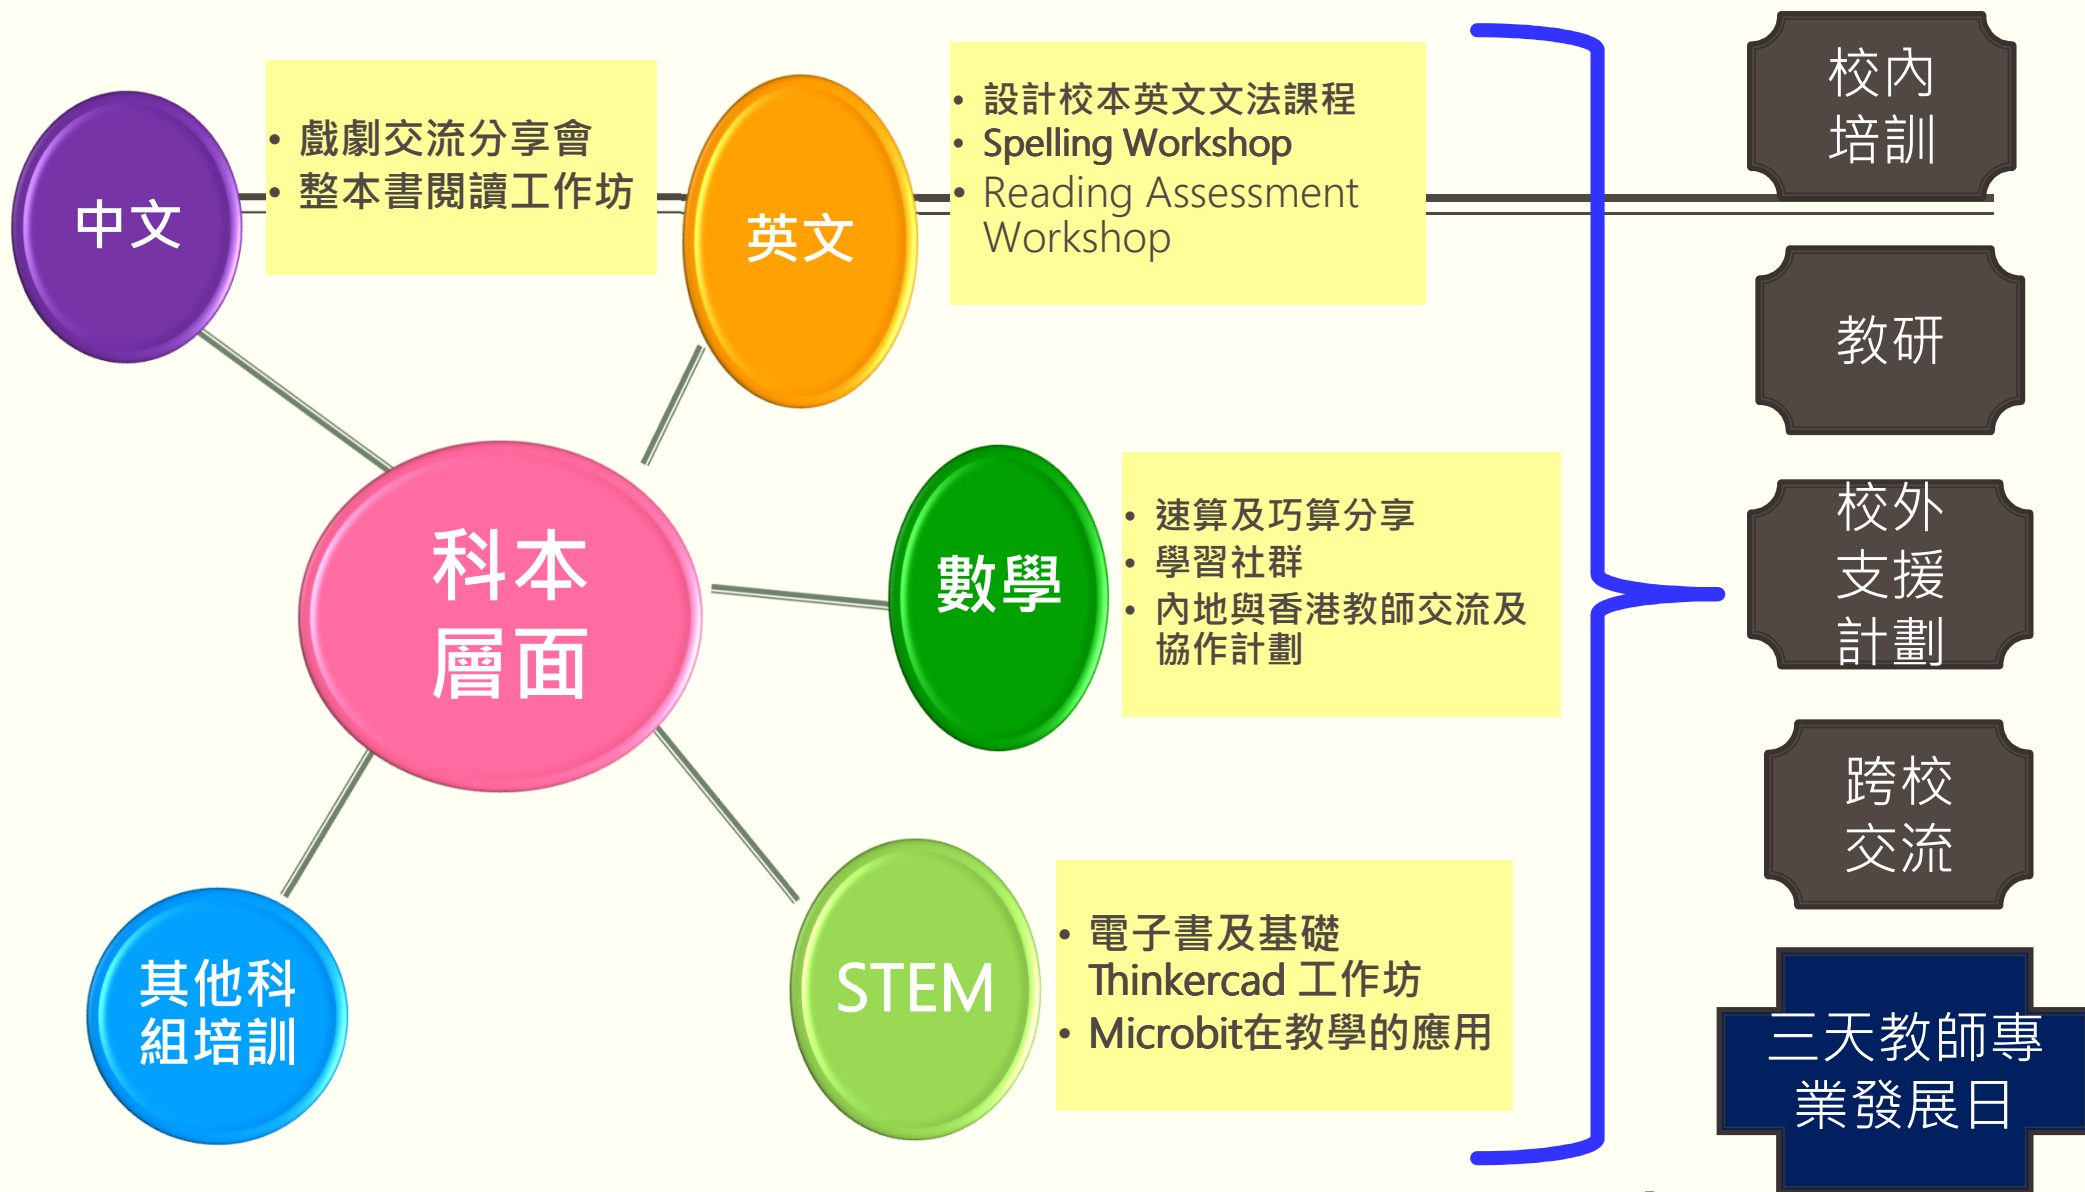 中文
• 戲劇交流分享會
• 整本書閱讀工作坊
英文
• 設計校本英文文法課程
• Spelling Workshop
• Reading Assessment
Workshop
科本
層面
數學
• 速算及巧算分享
• 學習社群
• 內地與香港教師交流及
協作計劃
STEM
• 電子書及基礎
Thinkercad 工作坊
• Microbit在教學的應用
其他科
組培訓
校內
培訓
教研
校外
支援
計劃
跨校
交流
三天教師專
業發展日